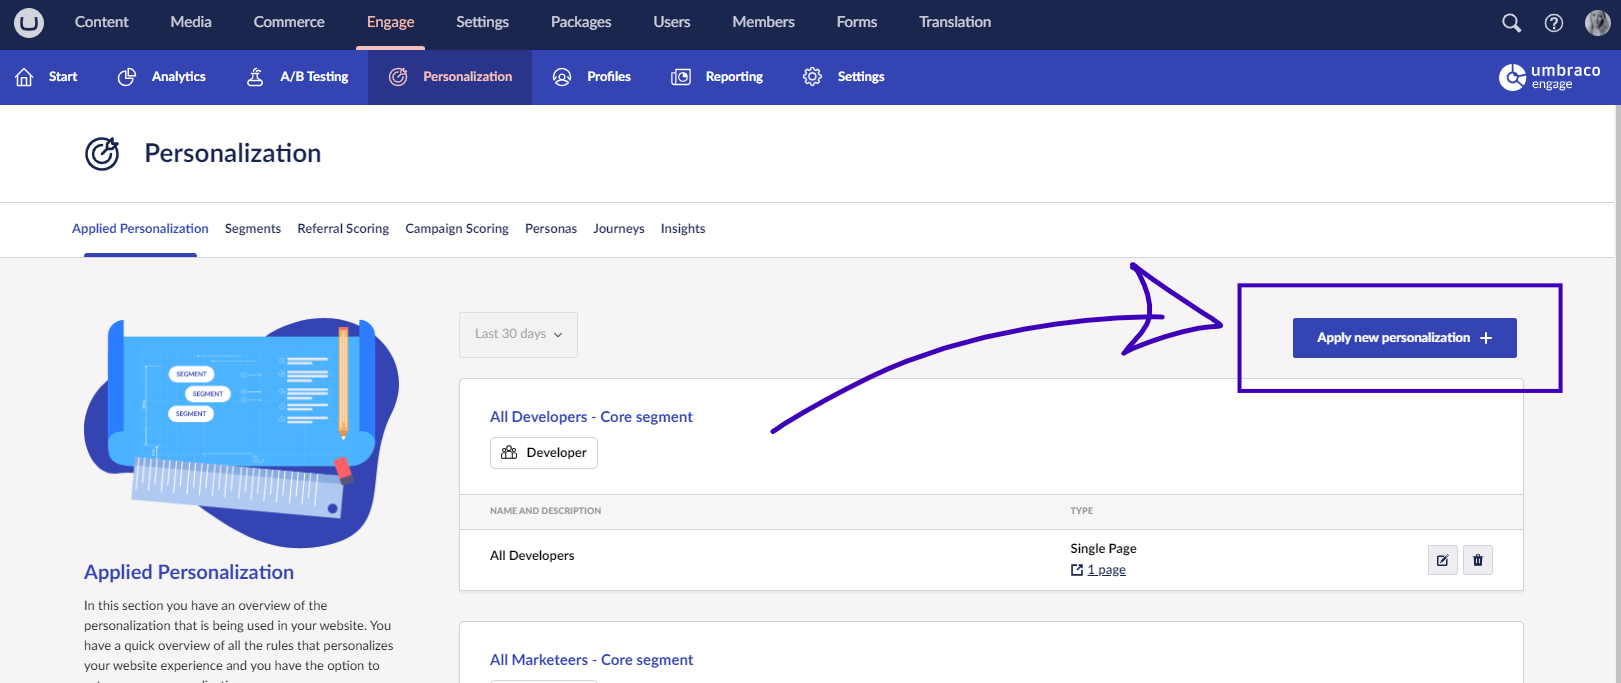 Content Media Commerce Engage Settings Packages Users Members Forms Translation
Start Analytics A/B Testing Personalization Profiles Reporting Settings
umbraco
engage
Personalization
Applied Personalization Segments Referral Scoring Campaign Scoring Personas Journeys Insights
Last 30 days
Apply new personalization +
SEGMENT
SEGMENT
SEGMENT
Applied Personalization
In this section you have an overview of the
personalization that is being used in your website. You
have a quick overview of all the rules that personalizes
your website experience and you have the option to
All Developers - Core segment
Developer
NAME AND DESCRIPTION TYPE
All Developers Single Page
1 page
All Marketeers - Core segment